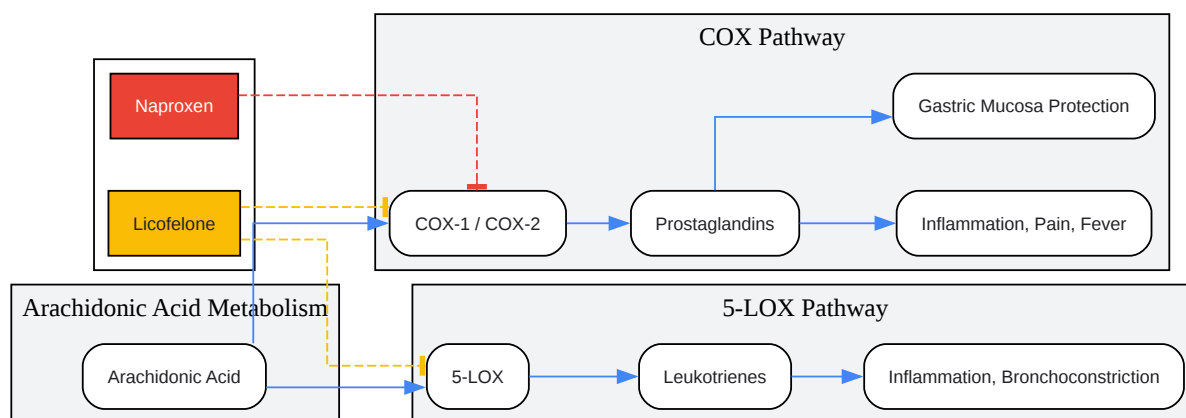 COX Pathway
Naproxen
Gastric Mucosa Protection
Licofelone
COX-1 / COX-2
Prostaglandins
Inflammation, Pain, Fever
Arachidonic Acid Metabolism
5-LOX Pathway
Arachidonic Acid
5-LOX
Leukotrienes
Inflammation, Bronchoconstriction